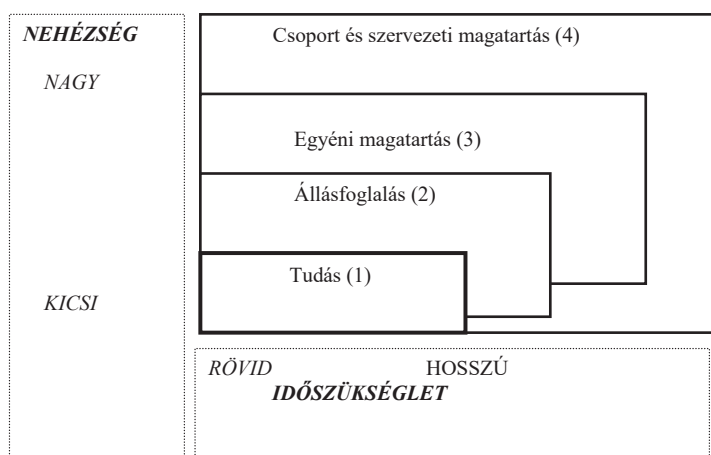 NEHÉZSÉG
Csoport és szervezeti magatartás (4)
NAGY
Egyéni magatartás (3)
Állásfoglalás (2)
Tudás (1)
KICSI
RÖVID HOSSZÚ
IDŐSZÜKSÉGLET